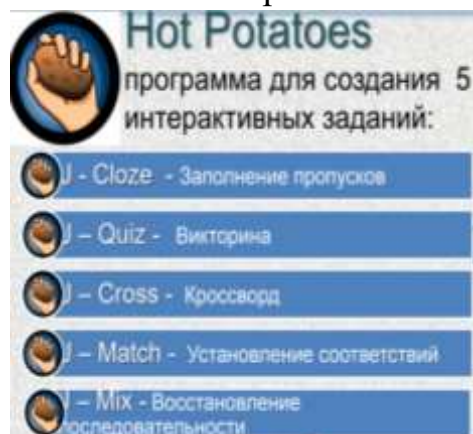 Hot Potatoes
программа для создания 5
интерактивных заданий:
J - Cloze - Заполнение пропусков
J – Quiz - Викторина
J – Cross - Кроссворд
J – Match - Установление соответствий
J – Mix - Восстановление
последовательности